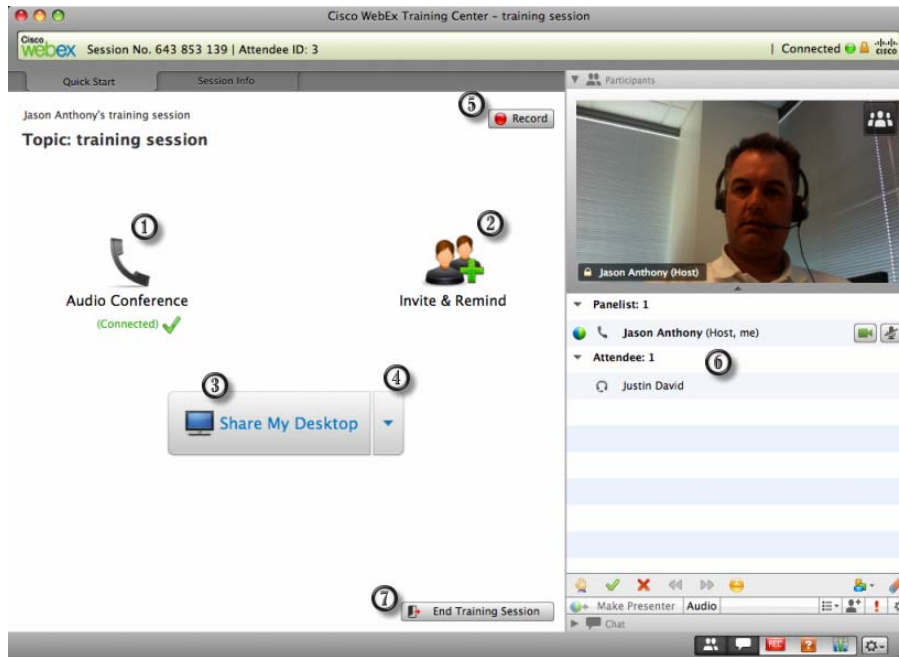 Cisco WebEx Training Center - training session
Cisco webex Session No. 643 853 139 | Attendee ID: 3
| Connected
cisco
Quick Start
Session Info
Participants
Jason Anthony's training session
Topic: training session
5
Record
1
Audio Conference
(Connected)
2
Invite & Remind
3
4
Share My Desktop
7
End Training Session
Jason Anthony (Host)
Panelist: 1
Jason Anthony (Host, me)
Attendee: 1
6
Justin David
Make Presenter
Audio
Chat
REC